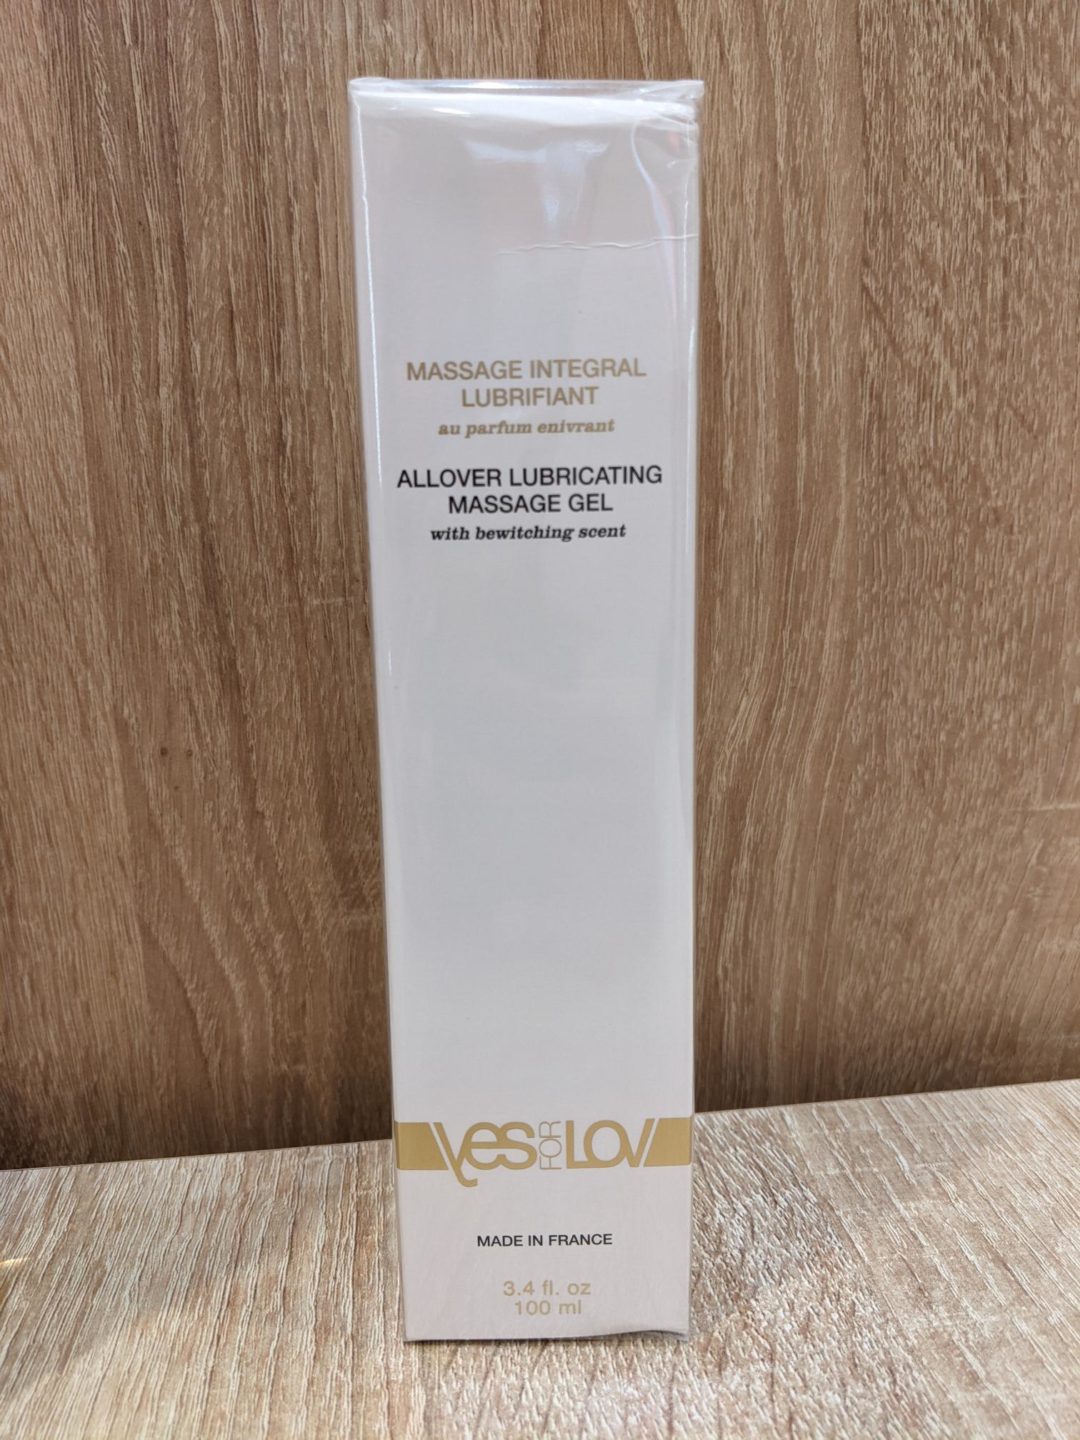 MASSAGE INTEGRAL
LUBRIFIANT
au parfum enivrant
ALLOVER LUBRICATING
MASSAGE GEL
with bewitching scent
YES FOR LOV
MADE IN FRANCE
3.4 fl. oz
100 ml